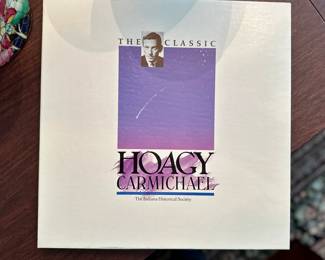 THE CLASSIC
HOAGY
CARMICHAEL
The Indiana Historical Society